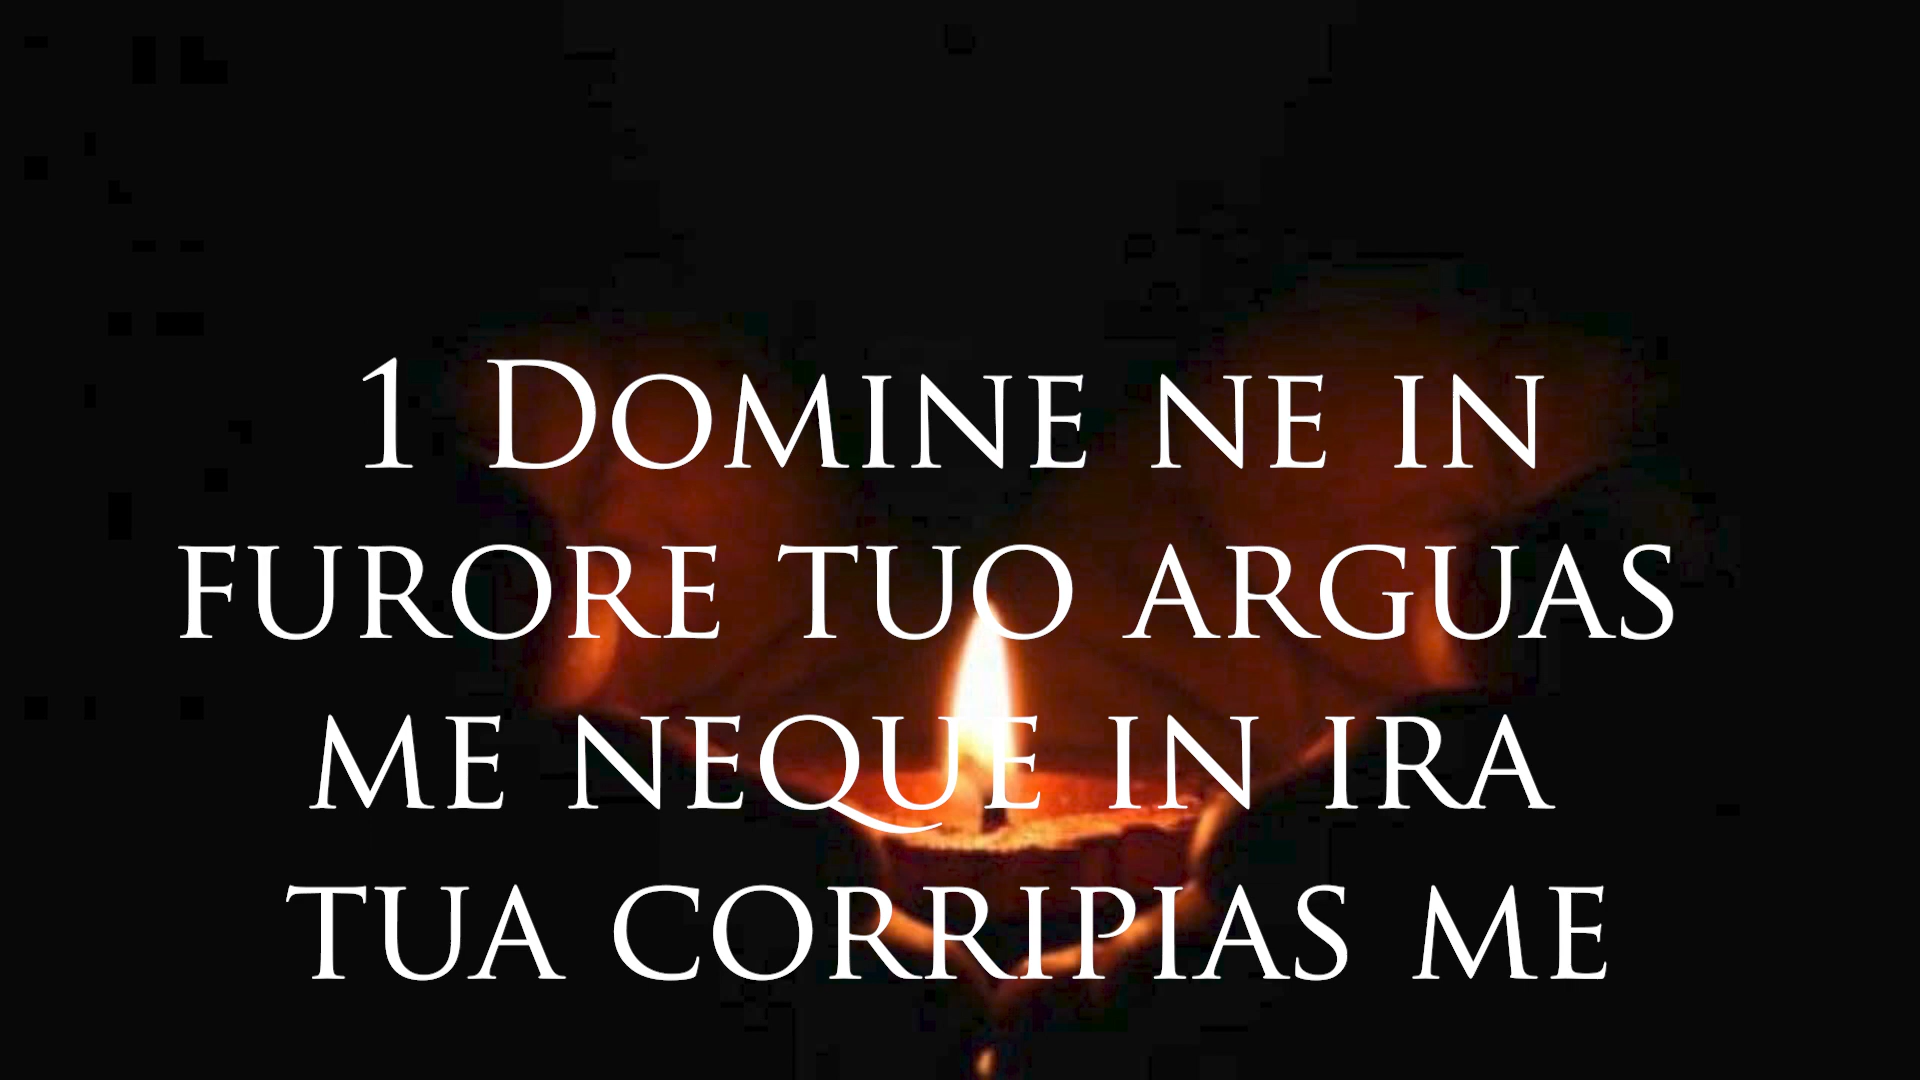 1 Domine ne in
furore tuo arguas
me neque in ira
tua corripias me